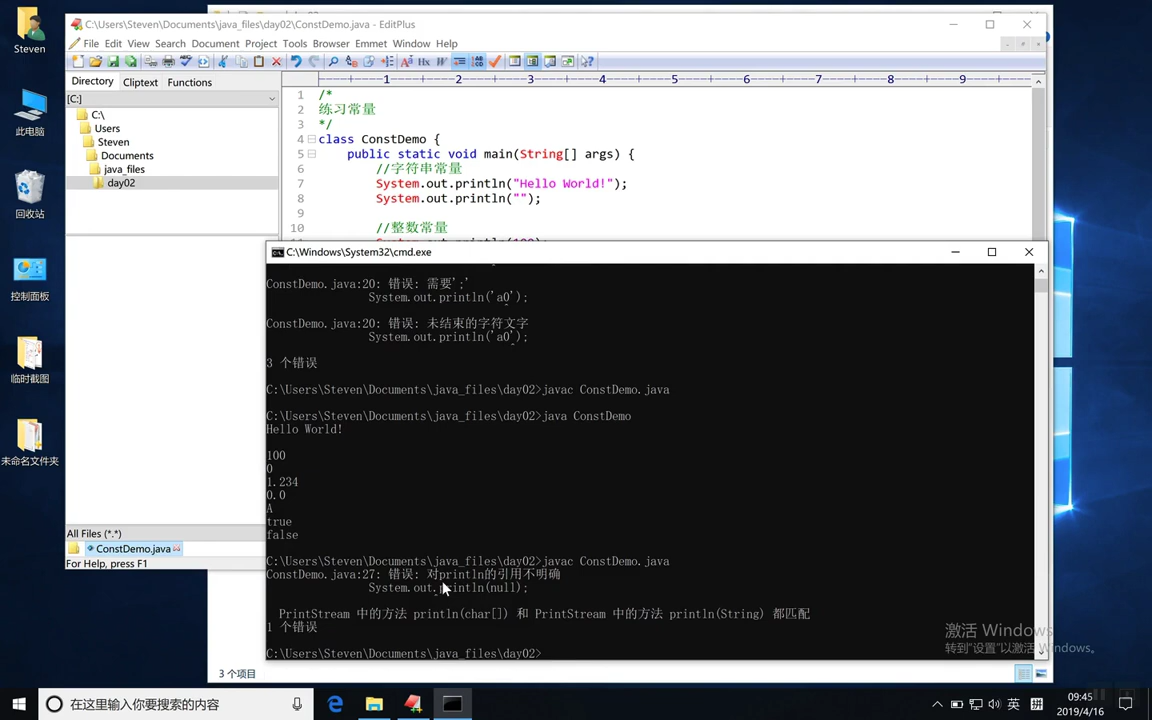 Steven
此电脑
回收站
控制面板
临时截图
未命名文件夹
C:\Users\Steven\Documents\java_files\day02\ConstDemo.java - EditPlus
File Edit View Search Document Project Tools Browser Emmet Window Help
Directory Cliptext Functions
[C:]
C:\
Users
Steven
Documents
java_files
day02
All Files (*.*)
ConstDemo.java
For Help, press F1
----+----1----+----2----+----3----+----4----+----5----+----6----+----7----+----8----+----9----+--
1 /*
2 练习常量
3 */
4 class ConstDemo {
5 public static void main(String[] args) {
6 //字符串常量
7 System.out.println("Hello World!");
8 System.out.println("");
9
10 //整数常量
C:\Windows\System32\cmd.exe
ConstDemo.java:20: 错误: 需要';'
System.out.println('a0');
ConstDemo.java:20: 错误: 未结束的字符文字
System.out.println('a0');
3 个错误
C:\Users\Steven\Documents\java_files\day02>javac ConstDemo.java
C:\Users\Steven\Documents\java_files\day02>java ConstDemo
Hello World!
100
0
1.234
0.0
A
true
false
C:\Users\Steven\Documents\java_files\day02>javac ConstDemo.java
ConstDemo.java:27: 错误: 对println的引用不明确
System.out.println(null);
PrintStream 中的方法 println(char[]) 和 PrintStream 中的方法 println(String) 都匹配
1 个错误
C:\Users\Steven\Documents\java_files\day02>
激活 Windows
转到"设置"以激活 Windows。
3 个项目
在这里输入你要搜索的内容
英
拼
09:45
2019/4/16